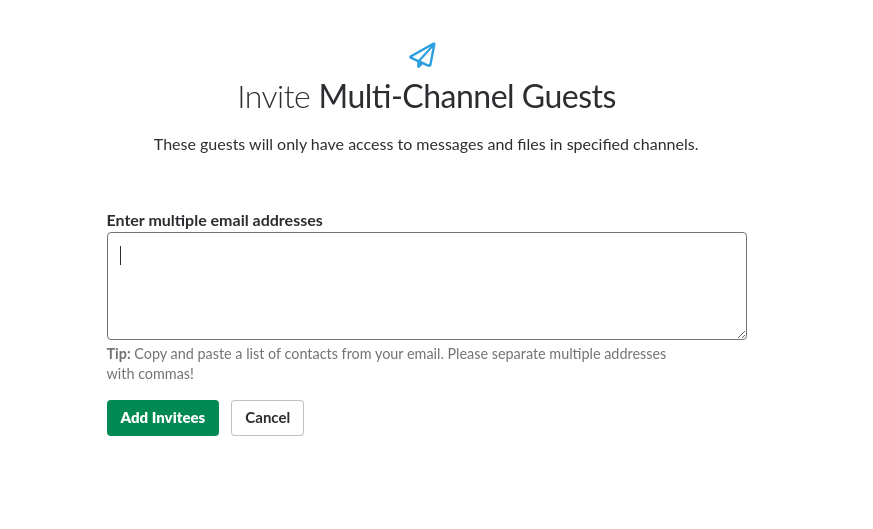 Invite Multi-Channel Guests
These guests will only have access to messages and files in specified channels.
Enter multiple email addresses
Tip: Copy and paste a list of contacts from your email. Please separate multiple addresses
with commas!
Add Invitees Cancel